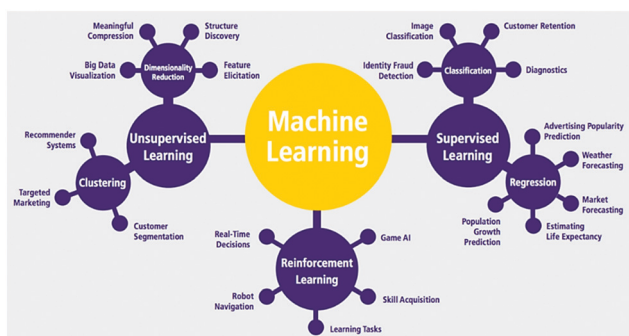 Machine
Learning
Unsupervised
Learning
Dimensionality
Reduction
Meaningful
Compression
Structure
Discovery
Big Data
Visualization
Feature
Elicitation
Clustering
Recommender
Systems
Targeted
Marketing
Customer
Segmentation
Supervised
Learning
Classification
Image
Classification
Customer Retention
Identity Fraud
Detection
Diagnostics
Regression
Advertising Popularity
Prediction
Weather
Forecasting
Market
Forecasting
Estimating
Life Expectancy
Population
Growth
Prediction
Reinforcement
Learning
Real-Time
Decisions
Game AI
Robot
Navigation
Skill Acquisition
Learning Tasks